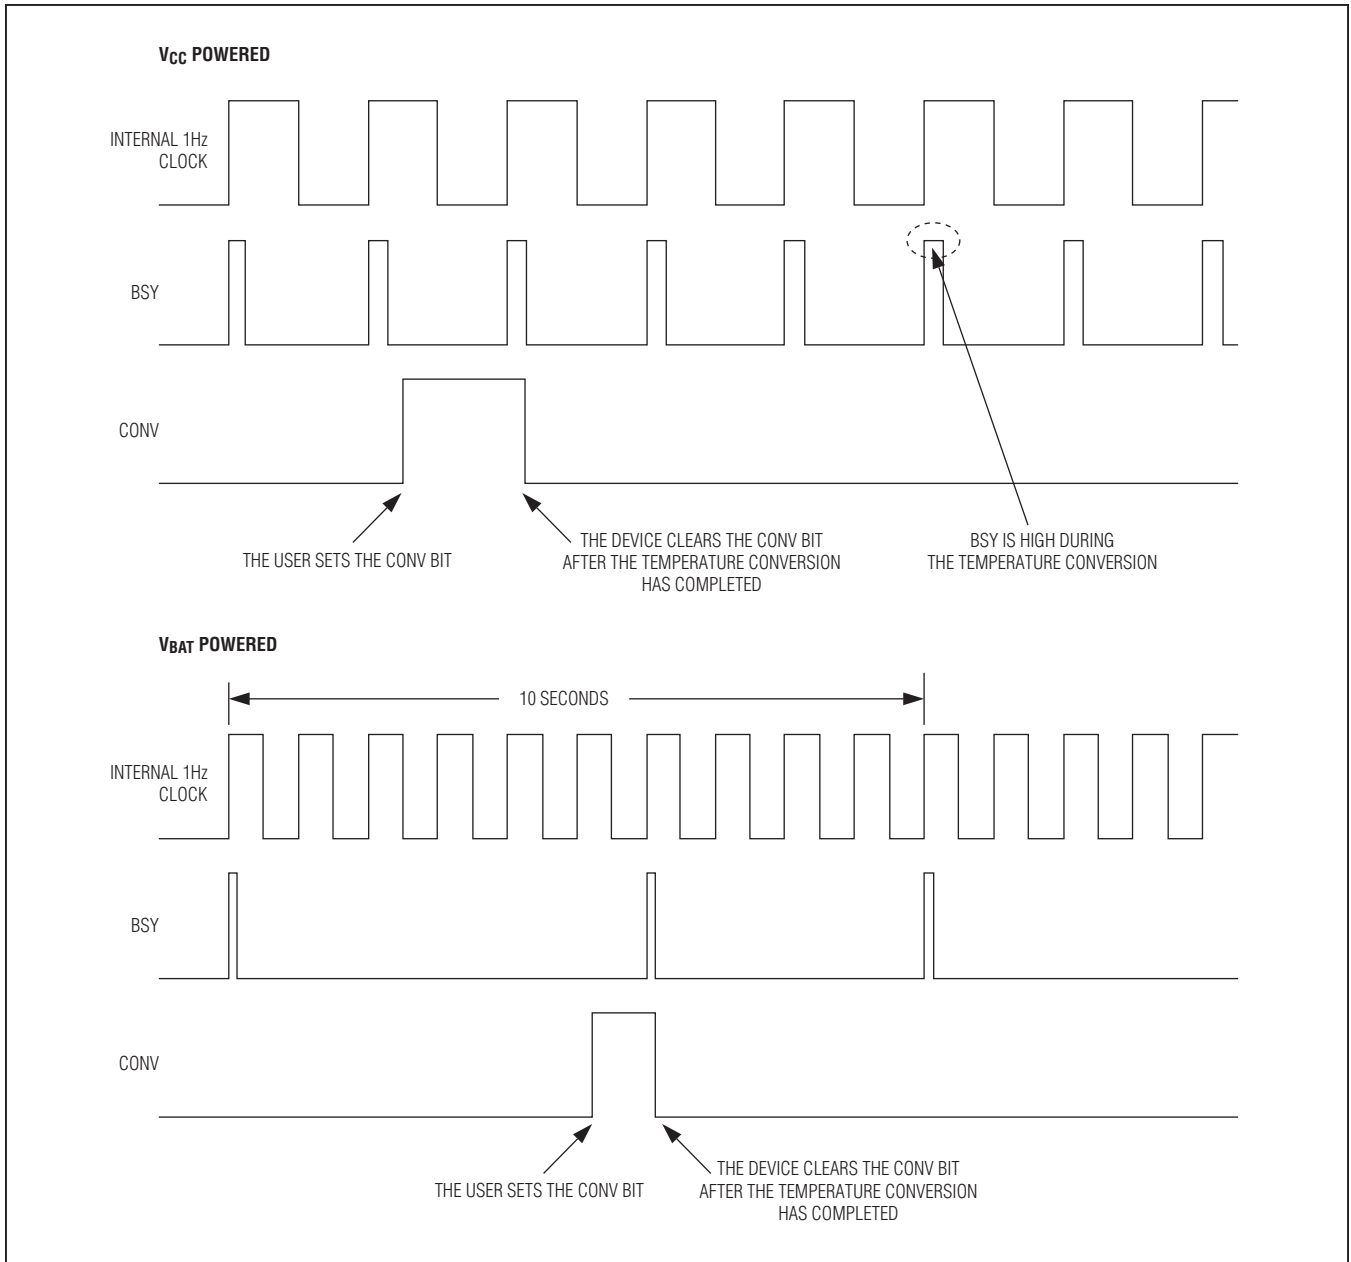 VCC POWERED
INTERNAL 1Hz
CLOCK
BSY
CONV
THE USER SETS THE CONV BIT
THE DEVICE CLEARS THE CONV BIT
AFTER THE TEMPERATURE CONVERSION
HAS COMPLETED
BSY IS HIGH DURING
THE TEMPERATURE CONVERSION
VBAT POWERED
10 SECONDS
INTERNAL 1Hz
CLOCK
BSY
CONV
THE USER SETS THE CONV BIT
THE DEVICE CLEARS THE CONV BIT
AFTER THE TEMPERATURE CONVERSION
HAS COMPLETED